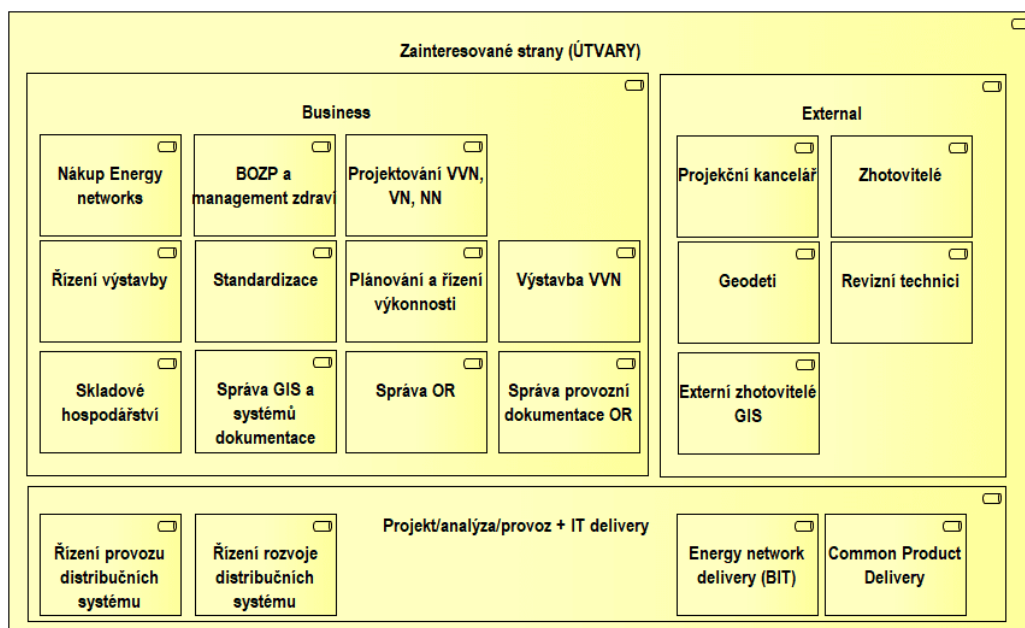 Zainteresované strany (ÚTVARY)
Business
Nákup Energy
networks
BOZP a
management zdraví
Projektování VVN,
VN, NN
Řízení výstavby
Standardizace
Plánování a řízení
výkonnosti
Výstavba VVN
Skladové
hospodářství
Správa GIS a
systémů
dokumentace
Správa OR
Správa provozní
dokumentace OR
External
Projekční kancelář
Zhotovitelé
Geodeti
Revizní technici
Externí zhotovitelé
GIS
Projekt/analýza/provoz + IT delivery
Řízení provozu
distribučních
systému
Řízení rozvoje
distribučních
systému
Energy network
delivery (BIT)
Common Product
Delivery